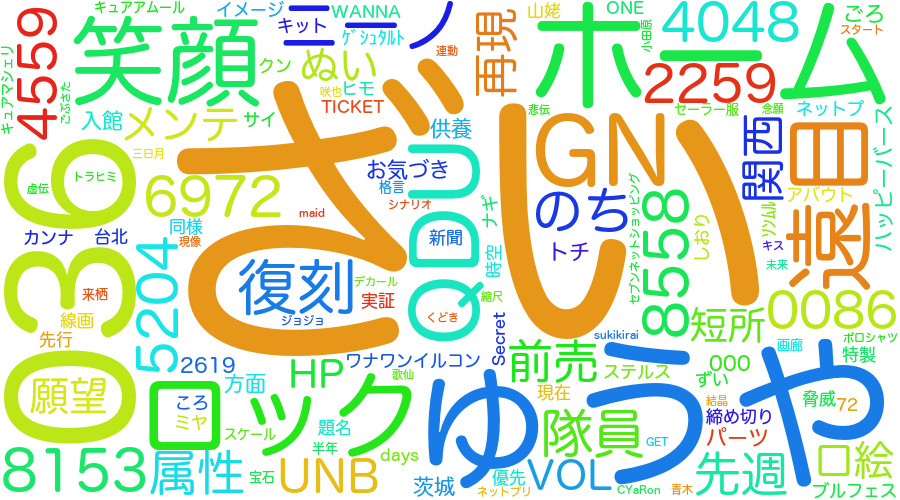 キュアアムール
イメージ
WANNA
キット
ニーノ
ONE
山姥
小田原
4048
ごろ
スタート
4559
笑顔
ゲシュタルト
連動
ぬい
再現
ホーム
2259
キュアマシェリ
ごぶさた
クン
ヒモ
咲也
TICKET
悲伝
セーラー服
念願
ネットプ
入館
メンテ
サイ
供養
ざいゆうや
GN
遠目
関西
アバウト
ハッピーバース
三日月
虚伝
トラヒミ
6972
お気づき
格言
シナリオ
QDU
ナギ
のち
セブンネットショッピング
しおり
リンムル
キス
maid
036
同様
現像
カンナ
台北
新聞
時空
トチ
8558
未来
5204
復刻
デカール
縮尺
来栖
実証
くどき
0086
線画
先行
ジョジョ
Secret
sukikirai
短所
画廊
ポロシャツ
特製
2619
HP
ワナワンイルコン
前売
000
願望
ころ
ミヤ
方面
歌仙
ステルス
ずい
現在
脅威
72
ロック
スケール
題名
半年
隊員
結晶
締め切り
パーツ
口絵
8153
属性
宝石
UNB
days
茨城
優先
ネットプリ
VOL
GET
CYaRon
青木
先週
ブルフェス